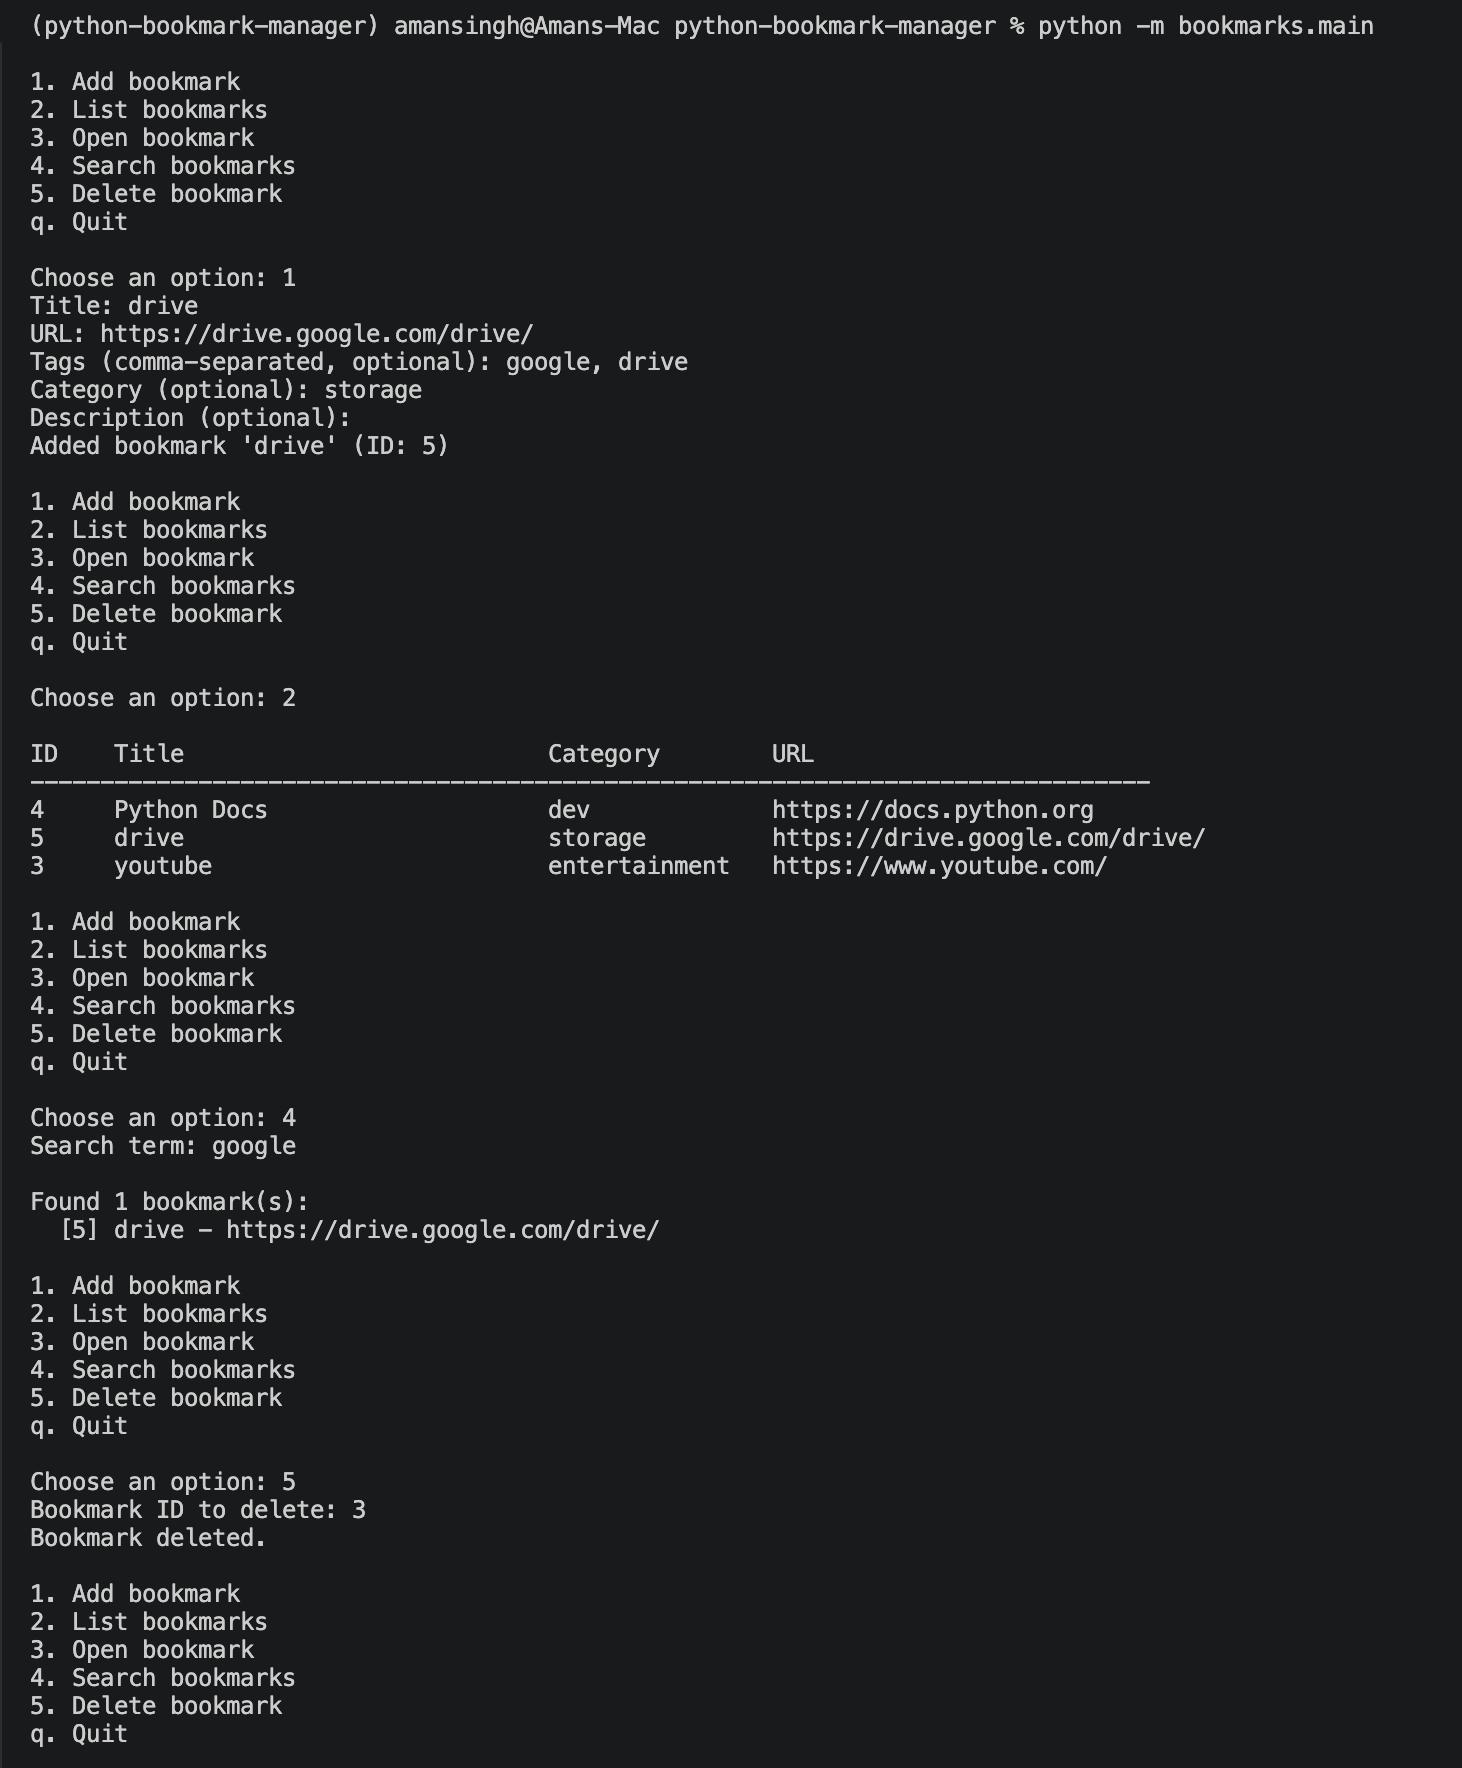 (python-bookmark-manager) amansingh@Amans-Mac python-bookmark-manager % python -m bookmarks.main
1. Add bookmark
2. List bookmarks
3. Open bookmark
4. Search bookmarks
5. Delete bookmark
q. Quit
Choose an option: 1
Title: drive
URL: https://drive.google.com/drive/
Tags (comma-separated, optional): google, drive
Category (optional): storage
Description (optional):
Added bookmark 'drive' (ID: 5)
1. Add bookmark
2. List bookmarks
3. Open bookmark
4. Search bookmarks
5. Delete bookmark
q. Quit
Choose an option: 2
ID    Title                          Category        URL
--------------------------------------------------------------------------------
4     Python Docs                    dev             https://docs.python.org
5     drive                          storage         https://drive.google.com/drive/
3     youtube                        entertainment   https://www.youtube.com/
1. Add bookmark
2. List bookmarks
3. Open bookmark
4. Search bookmarks
5. Delete bookmark
q. Quit
Choose an option: 4
Search term: google
Found 1 bookmark(s):
  [5] drive - https://drive.google.com/drive/
1. Add bookmark
2. List bookmarks
3. Open bookmark
4. Search bookmarks
5. Delete bookmark
q. Quit
Choose an option: 5
Bookmark ID to delete: 3
Bookmark deleted.
1. Add bookmark
2. List bookmarks
3. Open bookmark
4. Search bookmarks
5. Delete bookmark
q. Quit